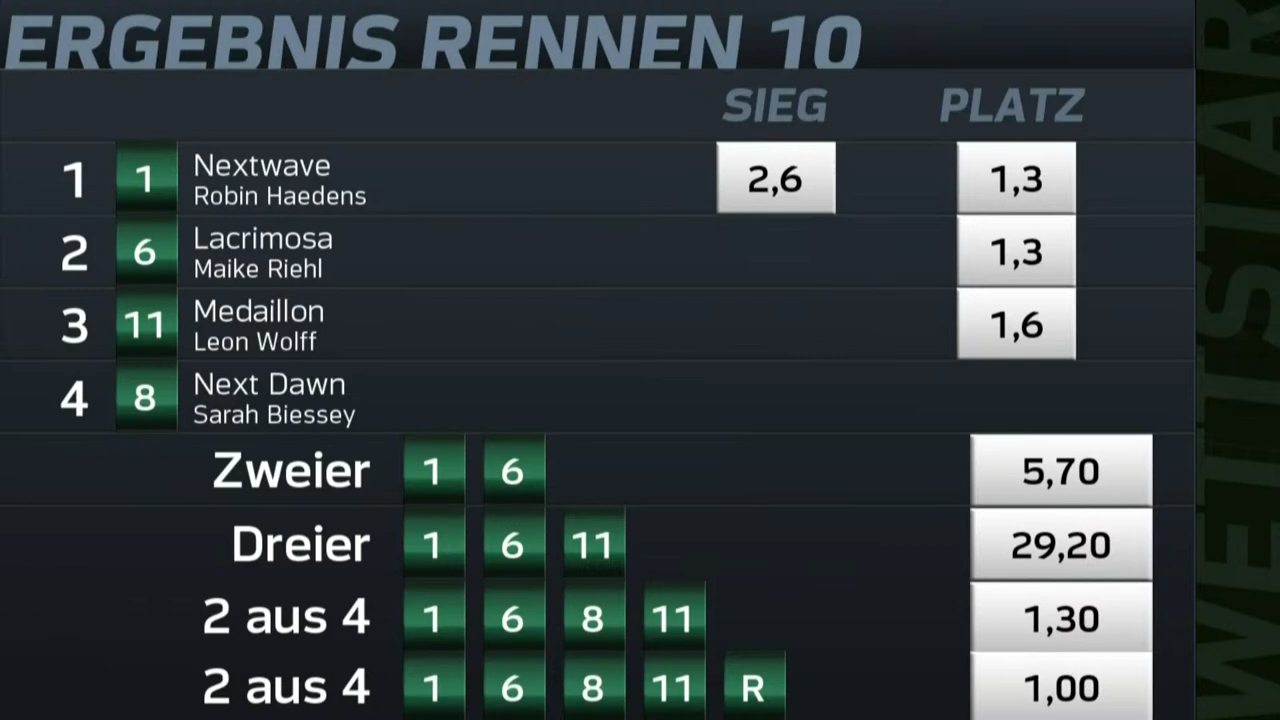 ERGEBNIS RENNEN 10
SIEG PLATZ
1 1 Nextwave 2,6 1,3
Robin Haedens
2 6 Lacrimosa 1,3
Maike Riehl
3 11 Medaillon 1,6
Leon Wolff
4 8 Next Dawn
Sarah Biessey
Zweier 1 6 5,70
Dreier 1 6 11 29,20
2 aus 4 1 6 8 11 1,30
2 aus 4 1 6 8 11 R 1,00